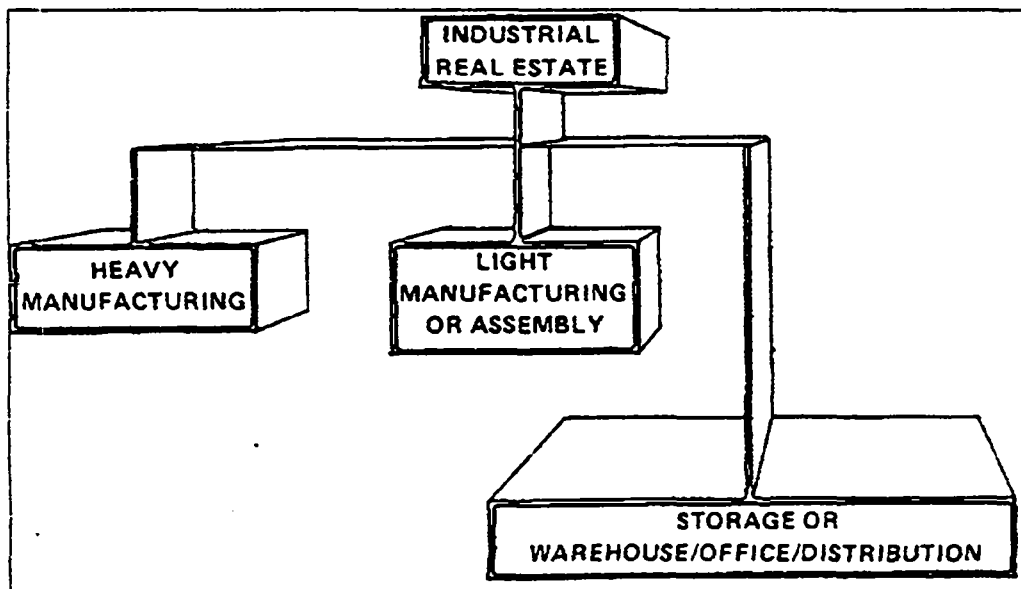 INDUSTRIAL
REAL ESTATE
HEAVY
MANUFACTURING
LIGHT
MANUFACTURING
OR ASSEMBLY
STORAGE OR
WAREHOUSE/OFFICE/DISTRIBUTION